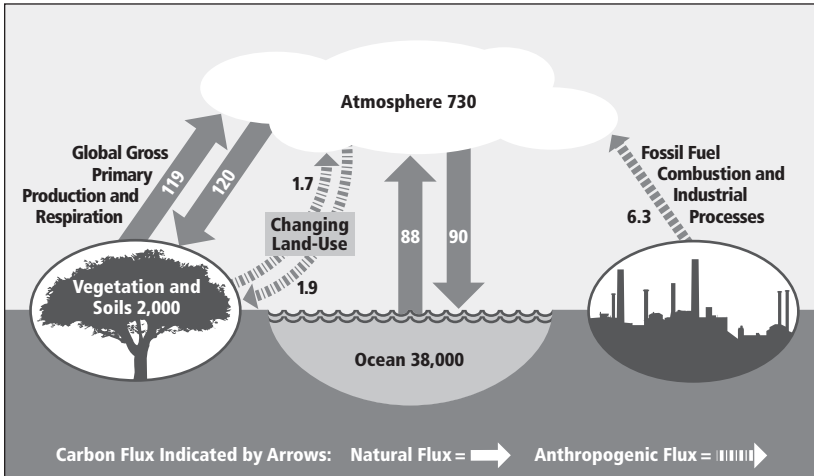 Atmosphere 730
Global Gross
Primary
Production and
Respiration
119
120
1.7
Changing
Land-Use
1.9
88
90
Fossil Fuel
Combustion and
Industrial
Processes
6.3
Vegetation and
Soils 2,000
Ocean 38,000
Carbon Flux Indicated by Arrows: Natural Flux = Anthropogenic Flux =